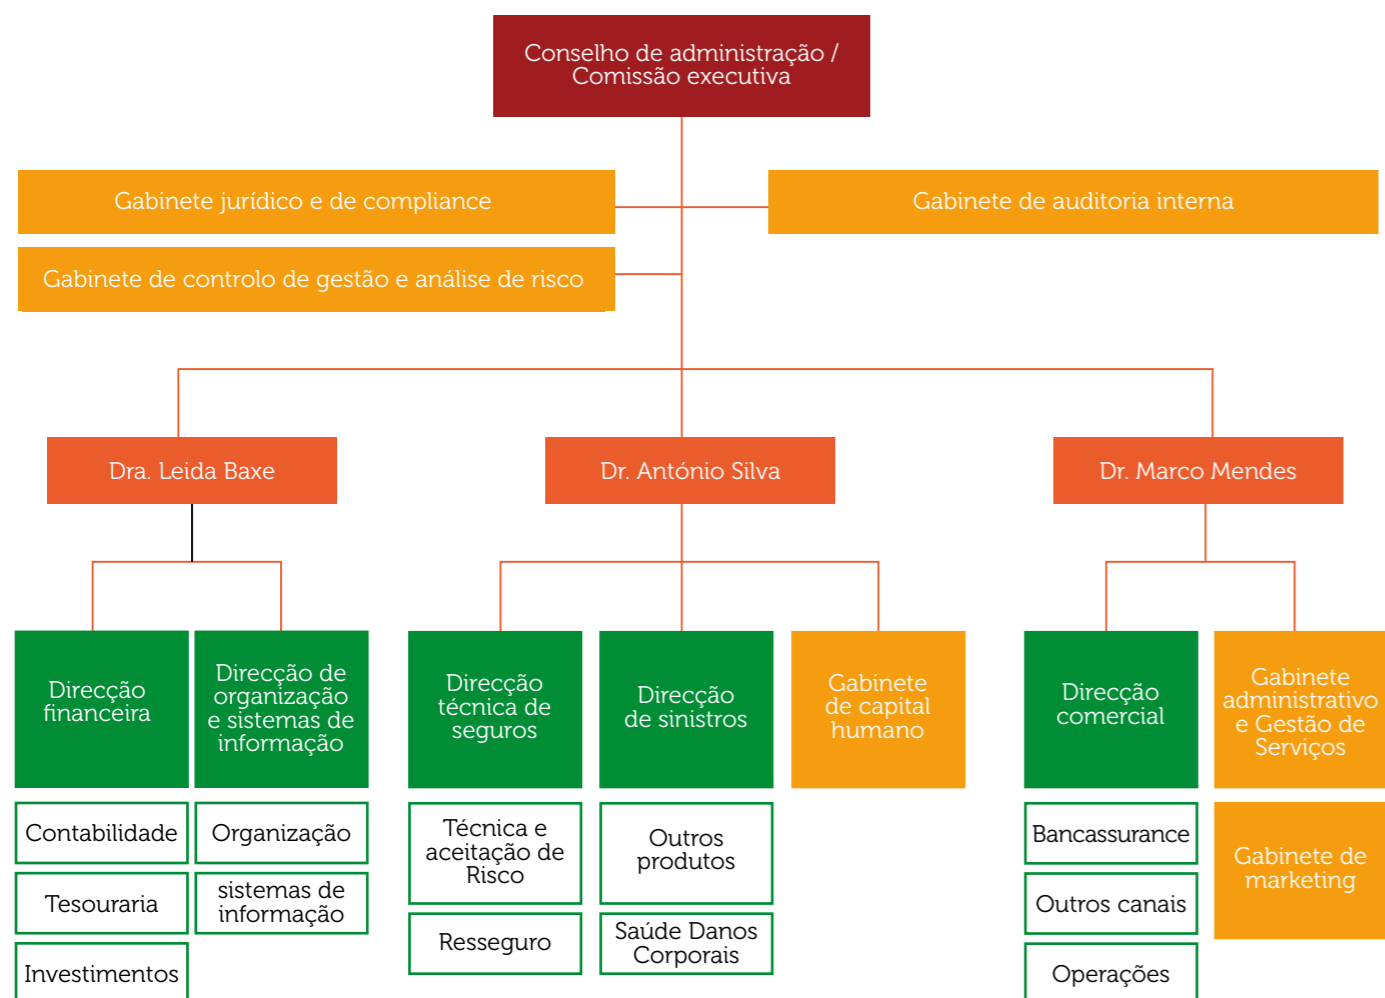 Conselho de administração /
Comissão executiva
Gabinete jurídico e de compliance
Gabinete de auditoria interna
Gabinete de controlo de gestão e análise de risco
Dra. Leida Baxe
Dr. António Silva
Dr. Marco Mendes
Direcção
financeira
Direcção de
organização
e sistemas de
informação
Direcção
técnica de
seguros
Direcção
de sinistros
Gabinete
de capital
humano
Direcção
comercial
Gabinete
administrativo
e Gestão de
Serviços
Contabilidade
Tesouraria
Investimentos
Organização
sistemas de
informação
Técnica e
aceitação de
Risco
Resseguro
Outros
produtos
Saúde Danos
Corporais
Bancassurance
Outros canais
Operações
Gabinete de
marketing